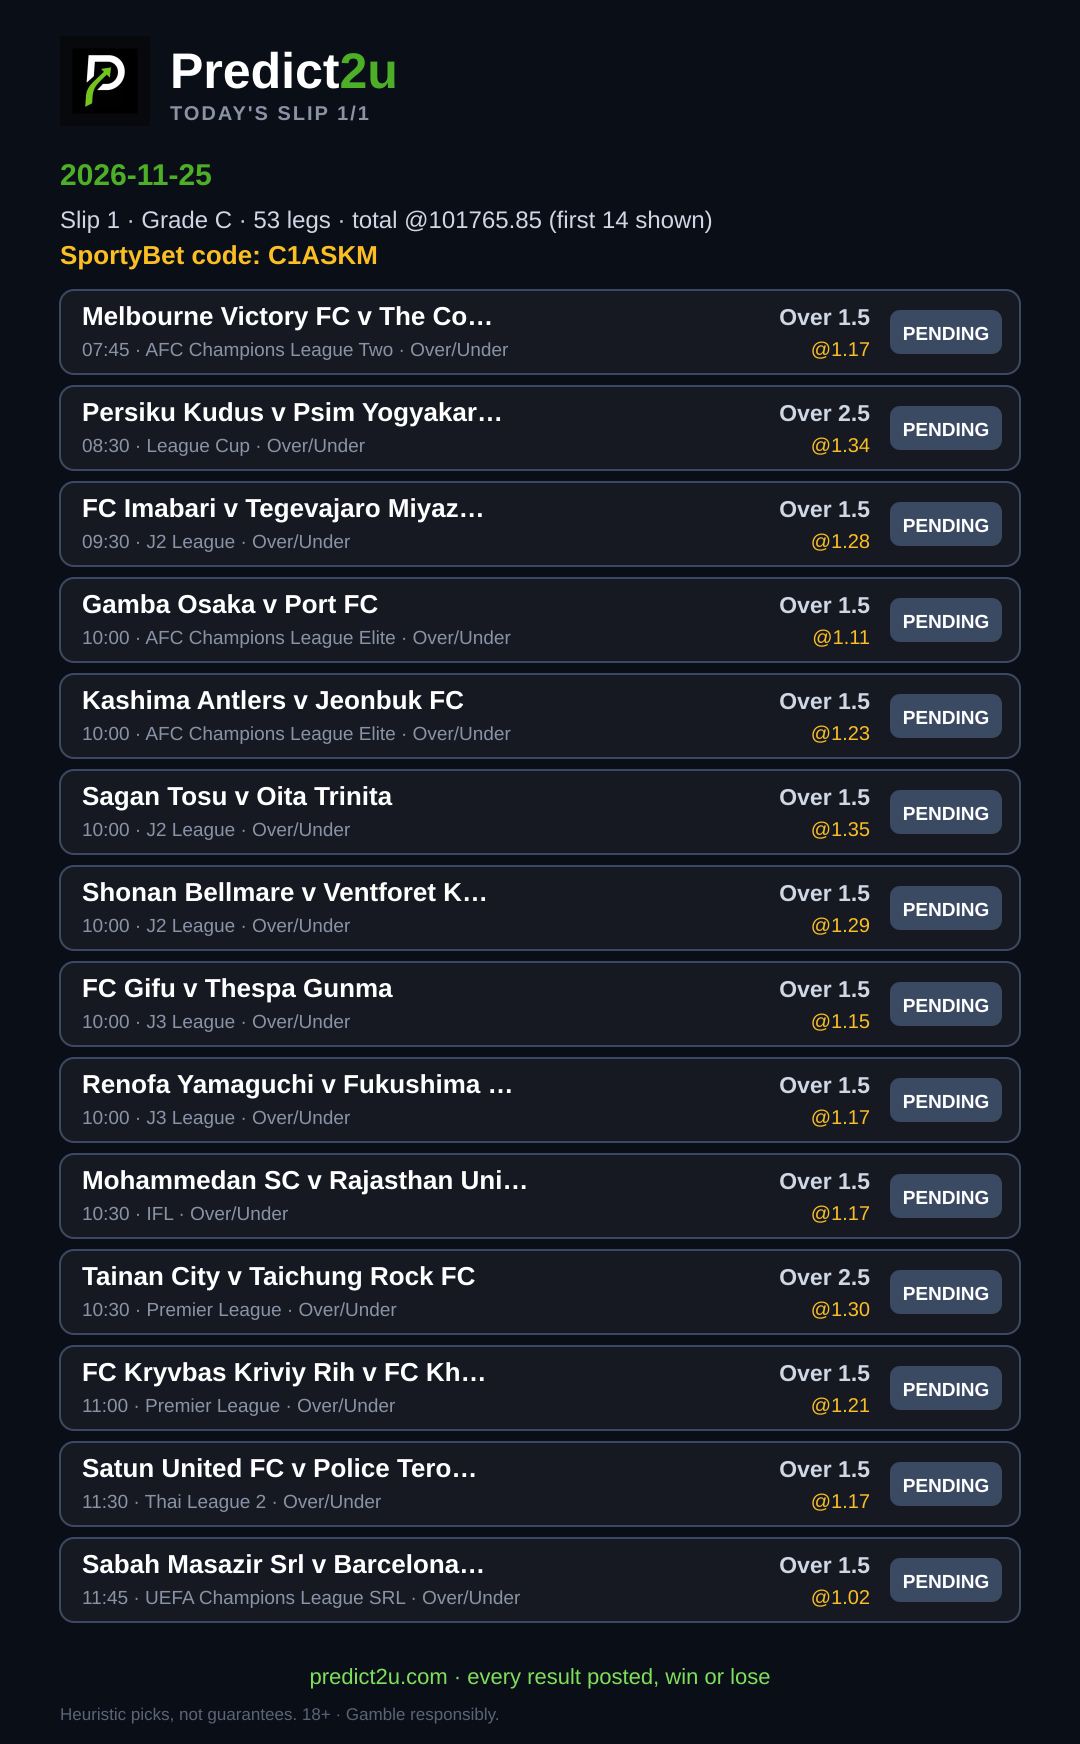 Predict2u
TODAY'S SLIP 1/1
2026-11-25
Slip 1 · Grade C · 53 legs · total @101765.85 (first 14 shown)
SportyBet code: C1ASKM
Melbourne Victory FC v The Co…
Over 1.5
PENDING
07:45 · AFC Champions League Two · Over/Under
@1.17
Persiku Kudus v Psim Yogyakar…
Over 2.5
PENDING
08:30 · League Cup · Over/Under
@1.34
FC Imabari v Tegevajaro Miyaz…
Over 1.5
PENDING
09:30 · J2 League · Over/Under
@1.28
Gamba Osaka v Port FC
Over 1.5
PENDING
10:00 · AFC Champions League Elite · Over/Under
@1.11
Kashima Antlers v Jeonbuk FC
Over 1.5
PENDING
10:00 · AFC Champions League Elite · Over/Under
@1.23
Sagan Tosu v Oita Trinita
Over 1.5
PENDING
10:00 · J2 League · Over/Under
@1.35
Shonan Bellmare v Ventforet K…
Over 1.5
PENDING
10:00 · J2 League · Over/Under
@1.29
FC Gifu v Thespa Gunma
Over 1.5
PENDING
10:00 · J3 League · Over/Under
@1.15
Renofa Yamaguchi v Fukushima …
Over 1.5
PENDING
10:00 · J3 League · Over/Under
@1.17
Mohammedan SC v Rajasthan Uni…
Over 1.5
PENDING
10:30 · IFL · Over/Under
@1.17
Tainan City v Taichung Rock FC
Over 2.5
PENDING
10:30 · Premier League · Over/Under
@1.30
FC Kryvbas Kriviy Rih v FC Kh…
Over 1.5
PENDING
11:00 · Premier League · Over/Under
@1.21
Satun United FC v Police Tero…
Over 1.5
PENDING
11:30 · Thai League 2 · Over/Under
@1.17
Sabah Masazir Srl v Barcelona…
Over 1.5
PENDING
11:45 · UEFA Champions League SRL · Over/Under
@1.02
predict2u.com · every result posted, win or lose
Heuristic picks, not guarantees. 18+ · Gamble responsibly.